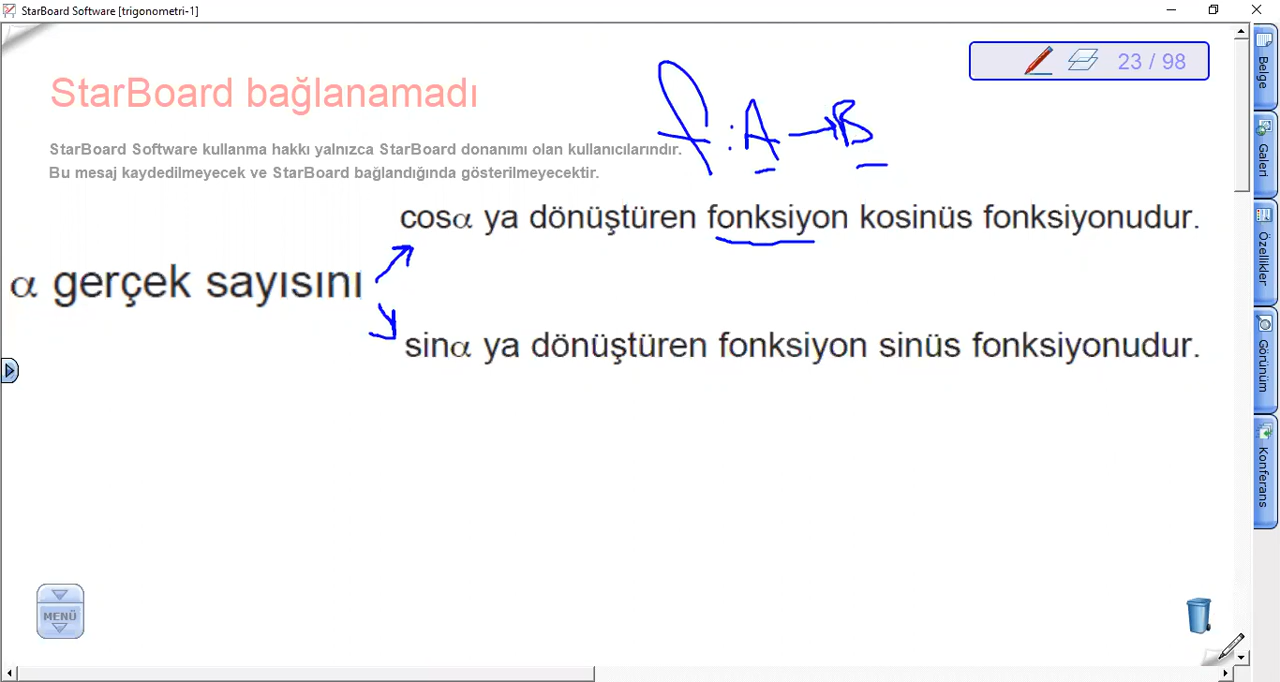 StarBoard Software [trigonometri-1]
StarBoard bağlanamadı
23 / 98
f : A → B
StarBoard Software kullanma hakkı yalnızca StarBoard donanımı olan kullanıcılarındır.
Bu mesaj kaydedilmeyecek ve StarBoard bağlandığında gösterilmeyecektir.
cosα ya dönüştüren fonksiyon kosinüs fonksiyonudur.
α gerçek sayısını
sinα ya dönüştüren fonksiyon sinüs fonksiyonudur.
MENÜ
Belge
Galeri
Özellikler
Görünüm
Konferans